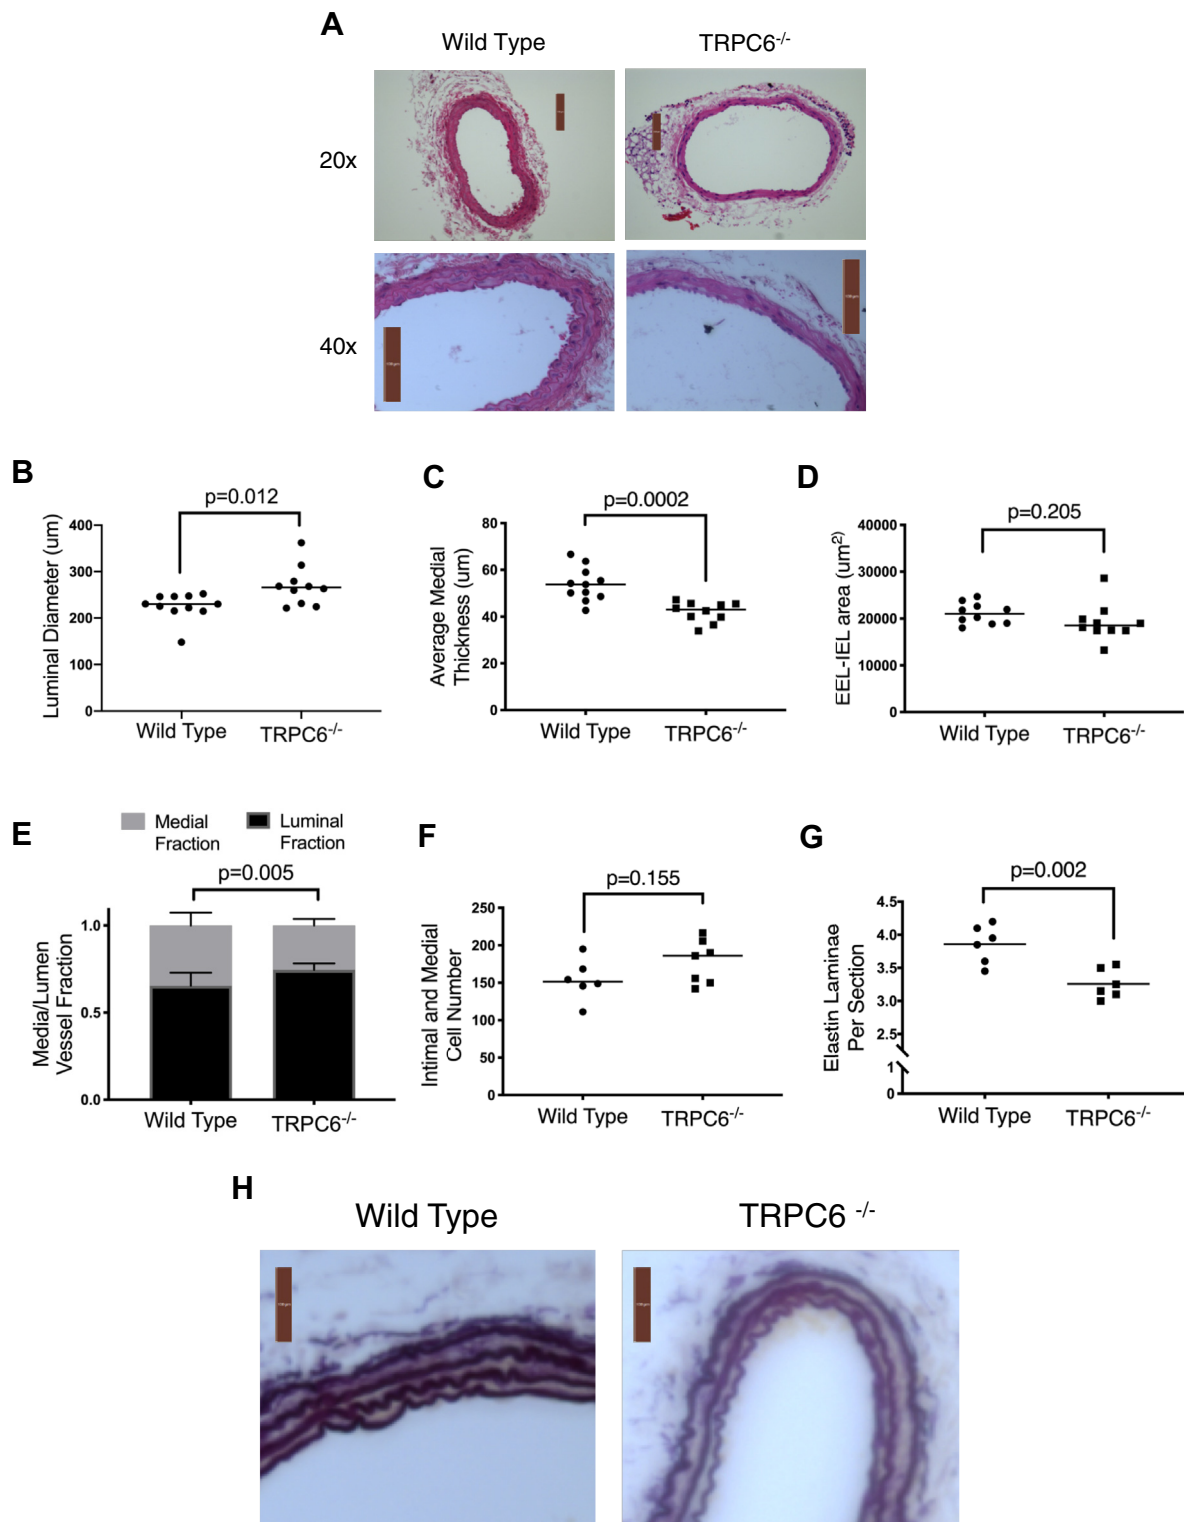 A
Wild Type
TRPC6-/-
20x
40x
B
p=0.012
Luminal Diameter (um)
400
300
200
100
0
Wild Type
TRPC6-/-
C
p=0.0002
Average Medial
Thickness (um)
80
60
40
20
0
Wild Type
TRPC6-/-
D
p=0.205
EEL-IEL area (um2)
40000
30000
20000
10000
0
Wild Type
TRPC6-/-
E
Medial
Fraction
Luminal
Fraction
p=0.005
Media/Lumen
Vessel Fraction
1.0
0.5
0.0
Wild Type
TRPC6-/-
F
p=0.155
Intimal and Medial
Cell Number
250
200
150
100
50
0
Wild Type
TRPC6-/-
G
p=0.002
Elastin Laminae
Per Section
4.5
4.0
3.5
3.0
2.5
1
0
Wild Type
TRPC6-/-
H
Wild Type
TRPC6 -/-